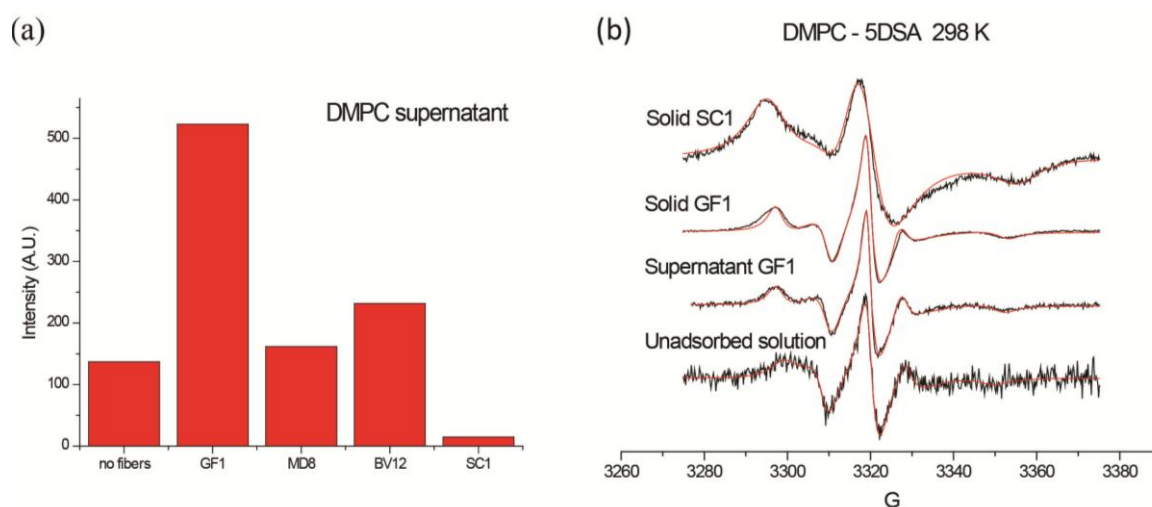 (a)
DMPC supernatant
Intensity (A.U.)
500
400
300
200
100
0
no fibers GF1 MD8 BV12 SC1
(b)
DMPC - 5DSA 298 K
Solid SC1
Solid GF1
Supernatant GF1
Unadsorbed solution
3260 3280 3300 3320 3340 3360 3380
G